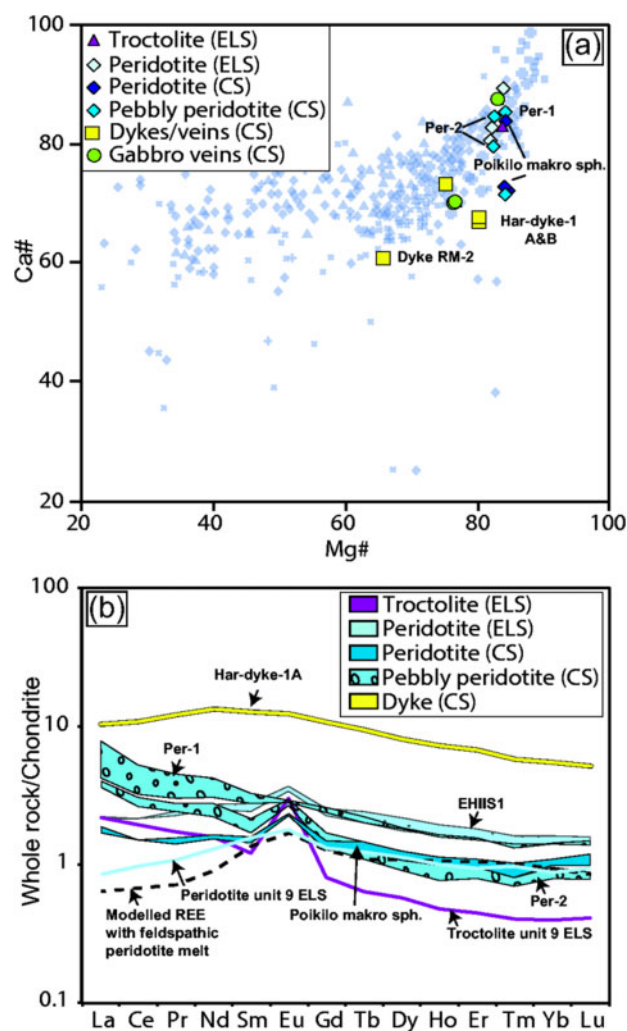 100
80
60
40
20
Ca#
(a)
Troctolite (ELS)
Peridotite (ELS)
Peridotite (CS)
Pebbly peridotite (CS)
Dykes/veins (CS)
Gabbro veins (CS)
Per-2
Per-1
Poikilo makro sph.
Har-dyke-1
A&B
Dyke RM-2
20 40 60 80 100
Mg#
100
10
1
0.1
Whole rock/Chondrite
(b)
Troctolite (ELS)
Peridotite (ELS)
Peridotite (CS)
Pebbly peridotite (CS)
Dyke (CS)
Har-dyke-1A
Per-1
EHIIS1
Peridotite unit 9 ELS
Poikilo makro sph.
Per-2
Modelled REE
with feldspathic
peridotite melt
Troctolite unit 9 ELS
La Ce Pr Nd Sm Eu Gd Tb Dy Ho Er Tm Yb Lu